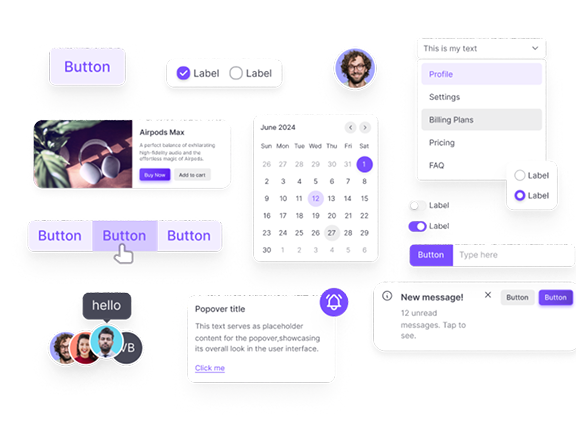 Button
Label
Label
This is my text
Profile
Settings
Billing Plans
Pricing
FAQ
Airpods Max
A perfect balance of exhilarating
high-fidelity audio and the
effortless magic of Airpods.
Buy Now
Add to cart
June 2024
Sun Mon Tue Wed Thu Fri Sat
26 27 28 29 30 31 1
2 3 4 5 6 7 8
9 10 11 12 13 14 15
16 17 18 19 20 21 22
23 24 25 26 27 28 29
30 1 2 3 4 5 6
Label
Label
Label
Label
Button Button Button
Button Type here
hello
VB
Popover title
This text serves as placeholder
content for the popover,showcasing
its overall look in the user interface.
Click me
New message!
12 unread
messages. Tap to
see.
Button
Button